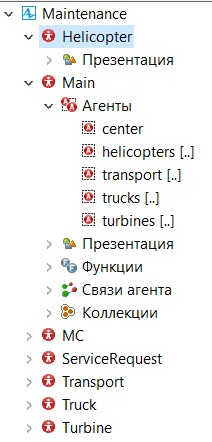 Maintenance
Helicopter
Презентация
Main
Агенты
center
helicopters [..]
transport [..]
trucks [..]
turbines [..]
Презентация
Функции
Связи агента
Коллекции
MC
ServiceRequest
Transport
Truck
Turbine